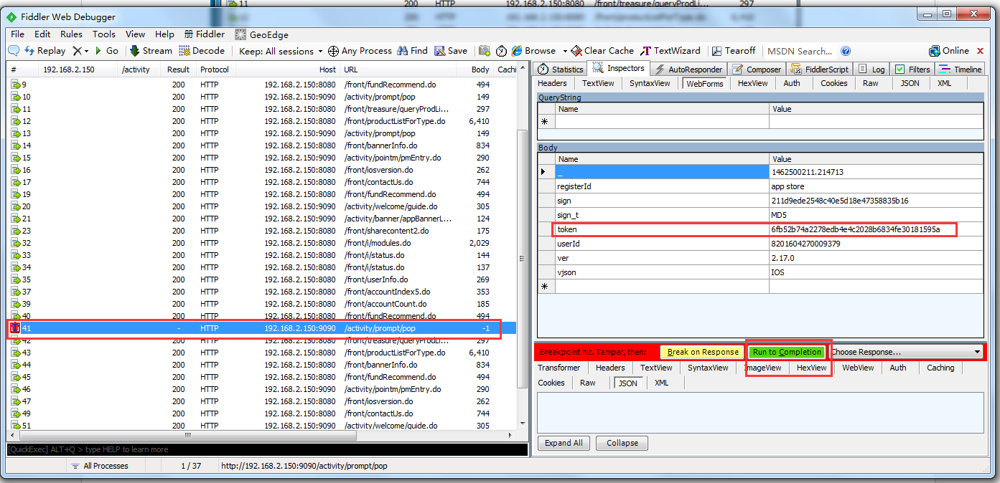 11 200 HTTP 192.168.2.150:8080 /front/treasure/queryProdLi... 297
Fiddler Web Debugger
File Edit Rules Tools View Help 册 Fiddler GeoEdge
Replay Go Stream Decode Keep: All sessions Any Process Find Save Browse Clear Cache TextWizard Tearoff MSDN Search... Online
# 192.168.2.150 /activity Result Protocol Host URL Body Cachi
9 200 HTTP 192.168.2.150:8080 /front/fundRecommend.do 494
10 200 HTTP 192.168.2.150:9090 /activity/prompt/pop 149
11 200 HTTP 192.168.2.150:8080 /front/treasure/queryProdLi... 297
12 200 HTTP 192.168.2.150:8080 /front/productListForType.do 6,410
13 200 HTTP 192.168.2.150:9090 /activity/prompt/pop 149
14 200 HTTP 192.168.2.150:8080 /front/bannerInfo.do 834
15 200 HTTP 192.168.2.150:9090 /activity/pointm/pmEntry.do 290
16 200 HTTP 192.168.2.150:8080 /front/iosversion.do 262
17 200 HTTP 192.168.2.150:8080 /front/contactUs.do 744
19 200 HTTP 192.168.2.150:8080 /front/fundRecommend.do 494
20 200 HTTP 192.168.2.150:9090 /activity/welcome/guide.do 305
21 200 HTTP 192.168.2.150:9090 /activity/banner/appBannerL... 124
23 200 HTTP 192.168.2.150:8080 /front/sharecontent2.do 175
32 200 HTTP 192.168.2.150:8080 /front/i/modules.do 2,029
33 200 HTTP 192.168.2.150:8080 /front/i/status.do 144
34 200 HTTP 192.168.2.150:8080 /front/i/status.do 137
35 200 HTTP 192.168.2.150:8080 /front/userInfo.do 269
37 200 HTTP 192.168.2.150:8080 /front/accountIndex5.do 353
39 200 HTTP 192.168.2.150:8080 /front/accountCount.do 185
40 200 HTTP 192.168.2.150:8080 /front/fundRecommend.do 494
41 - HTTP 192.168.2.150:9090 /activity/prompt/pop -1
42 200 HTTP 192.168.2.150:8080 /front/treasure/queryProdLi... 297
43 200 HTTP 192.168.2.150:8080 /front/productListForType.do 6,410
44 200 HTTP 192.168.2.150:8080 /front/bannerInfo.do 834
45 200 HTTP 192.168.2.150:8080 /front/fundRecommend.do 494
46 200 HTTP 192.168.2.150:9090 /activity/pointm/pmEntry.do 290
47 200 HTTP 192.168.2.150:8080 /front/iosversion.do 262
49 200 HTTP 192.168.2.150:8080 /front/contactUs.do 744
51 200 HTTP 192.168.2.150:9090 /activity/welcome/guide.do 305
[QuickExec] ALT+Q > type HELP to learn more
All Processes 1 / 37 http://192.168.2.150:9090/activity/prompt/pop
Statistics Inspectors AutoResponder Composer FiddlerScript Log Filters Timeline
Headers TextView SyntaxView WebForms HexView Auth Cookies Raw JSON XML
QueryString
Name Value
Body
Name Value
_ 1462500211.214713
registerId app store
sign 211d9ede2548c40e5d18e47358835b16
sign_t MD5
token 6fb52b74a2278edb4e4c2028b6834fe30181595a
userId 8201604270009379
ver 2.17.0
vjson IOS
Breakpoint hit. Tamper, then: Break on Response Run to Completion Choose Response...
Transformer Headers TextView SyntaxView ImageView HexView WebView Auth Caching
Cookies Raw JSON XML
Expand All Collapse